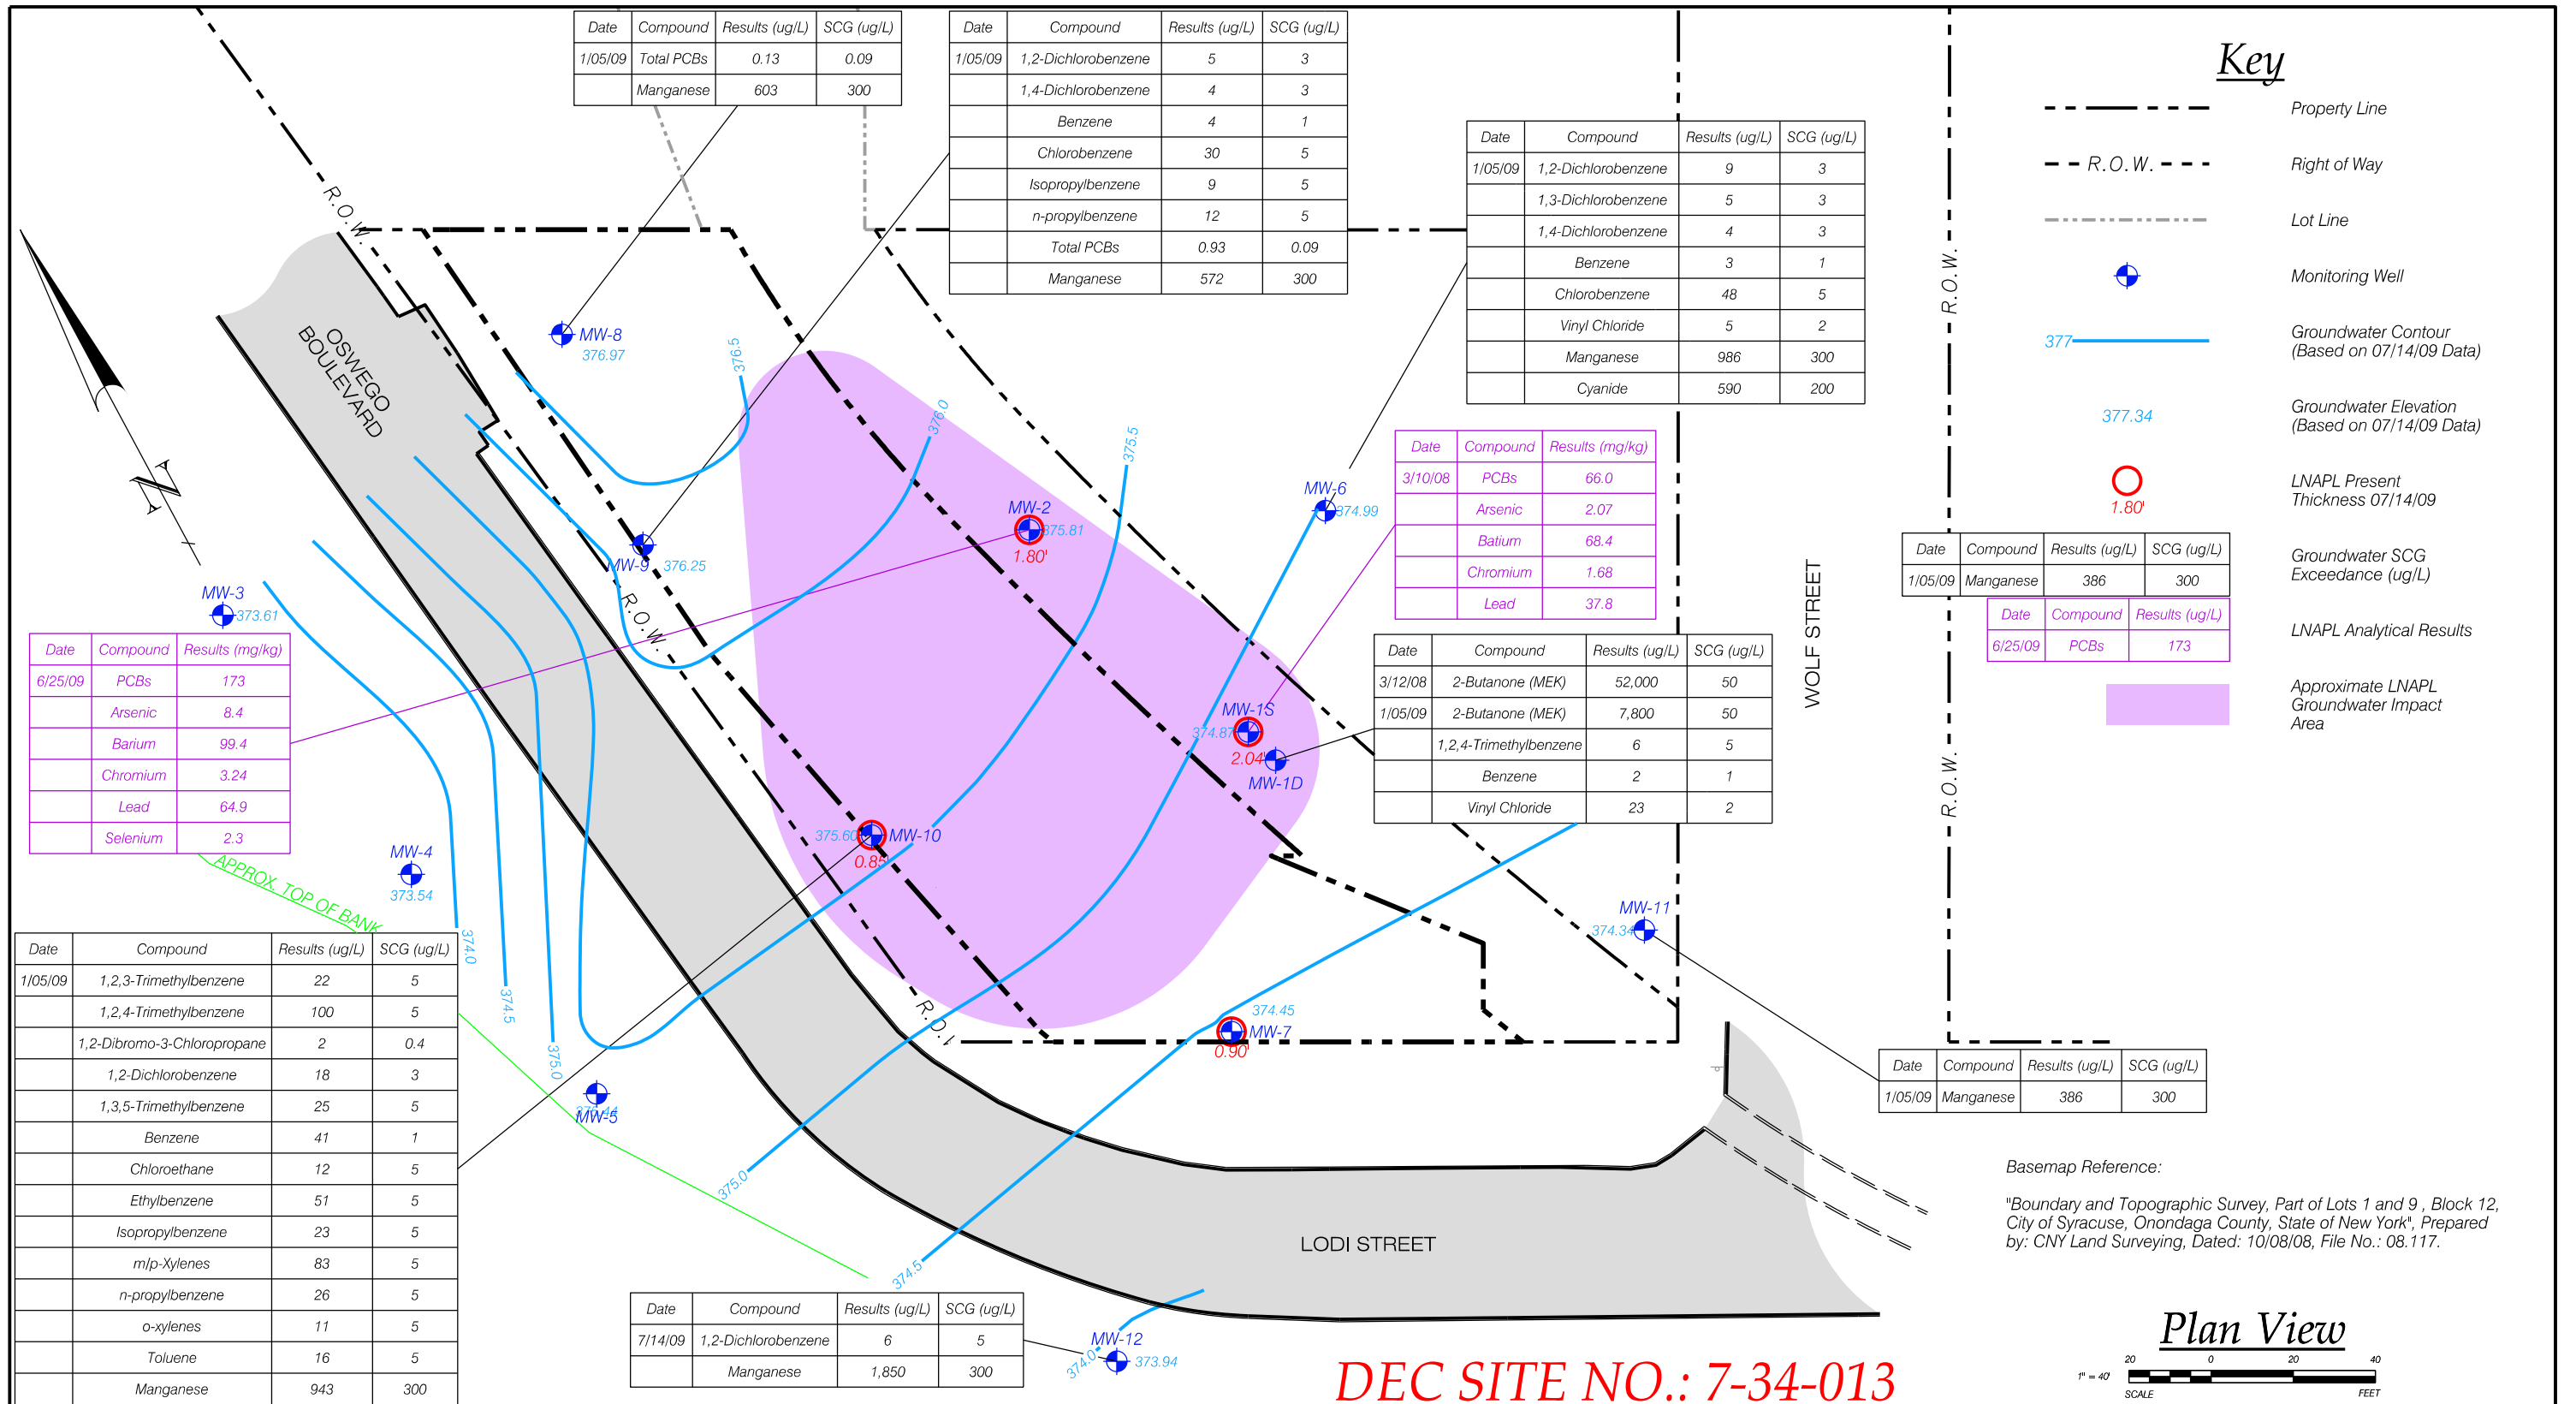 Date Compound Results (ug/L) SCG (ug/L)
1/05/09 Total PCBs 0.13 0.09
Manganese 603 300
Date Compound Results (ug/L) SCG (ug/L)
1/05/09 1,2-Dichlorobenzene 5 3
1,4-Dichlorobenzene 4 3
Benzene 4 1
Chlorobenzene 30 5
Isopropylbenzene 9 5
n-propylbenzene 12 5
Total PCBs 0.93 0.09
Manganese 572 300
Date Compound Results (ug/L) SCG (ug/L)
1/05/09 1,2-Dichlorobenzene 9 3
1,3-Dichlorobenzene 5 3
1,4-Dichlorobenzene 4 3
Benzene 3 1
Chlorobenzene 48 5
Vinyl Chloride 5 2
Manganese 986 300
Cyanide 590 200
Key
Property Line
R.O.W. Right of Way
Lot Line
Monitoring Well
377 Groundwater Contour
(Based on 07/14/09 Data)
377.34 Groundwater Elevation
(Based on 07/14/09 Data)
LNAPL Present
Thickness 07/14/09
1.80'
Date Compound Results (ug/L) SCG (ug/L)
1/05/09 Manganese 386 300
Groundwater SCG
Exceedance (ug/L)
Date Compound Results (ug/L)
6/25/09 PCBs 173
LNAPL Analytical Results
Approximate LNAPL
Groundwater Impact
Area
R.O.W.
R.O.W.
R.O.W.
OSWEGO
BOULEVARD
N
MW-8
376.97
376.5
376.0
375.5
MW-9 376.25
R.O.W.
MW-2
375.81
1.80'
MW-6
374.99
Date Compound Results (mg/kg)
3/10/08 PCBs 66.0
Arsenic 2.07
Batium 68.4
Chromium 1.68
Lead 37.8
WOLF STREET
MW-3
373.61
Date Compound Results (mg/kg)
6/25/09 PCBs 173
Arsenic 8.4
Barium 99.4
Chromium 3.24
Lead 64.9
Selenium 2.3
MW-1S
374.87
2.04'
MW-1D
Date Compound Results (ug/L) SCG (ug/L)
3/12/08 2-Butanone (MEK) 52,000 50
1/05/09 2-Butanone (MEK) 7,800 50
1,2,4-Trimethylbenzene 6 5
Benzene 2 1
Vinyl Chloride 23 2
375.60 MW-10
0.85'
MW-4
373.54
APPROX. TOP OF BANK
374.0
374.5
375.0
MW-5
MW-11
374.34
374.45
MW-7
0.90'
375.0
374.5
Date Compound Results (ug/L) SCG (ug/L)
1/05/09 1,2,3-Trimethylbenzene 22 5
1,2,4-Trimethylbenzene 100 5
1,2-Dibromo-3-Chloropropane 2 0.4
1,2-Dichlorobenzene 18 3
1,3,5-Trimethylbenzene 25 5
Benzene 41 1
Chloroethane 12 5
Ethylbenzene 51 5
Isopropylbenzene 23 5
m/p-Xylenes 83 5
n-propylbenzene 26 5
o-xylenes 11 5
Toluene 16 5
Manganese 943 300
Date Compound Results (ug/L) SCG (ug/L)
1/05/09 Manganese 386 300
Basemap Reference:
"Boundary and Topographic Survey, Part of Lots 1 and 9 , Block 12,
City of Syracuse, Onondaga County, State of New York", Prepared
by: CNY Land Surveying, Dated: 10/08/08, File No.: 08.117.
LODI STREET
Date Compound Results (ug/L) SCG (ug/L)
7/14/09 1,2-Dichlorobenzene 6 5
Manganese 1,850 300
MW-12
374.0 373.94
DEC SITE NO.: 7-34-013
Plan View
20 0 20 40
1" = 40'
SCALE FEET